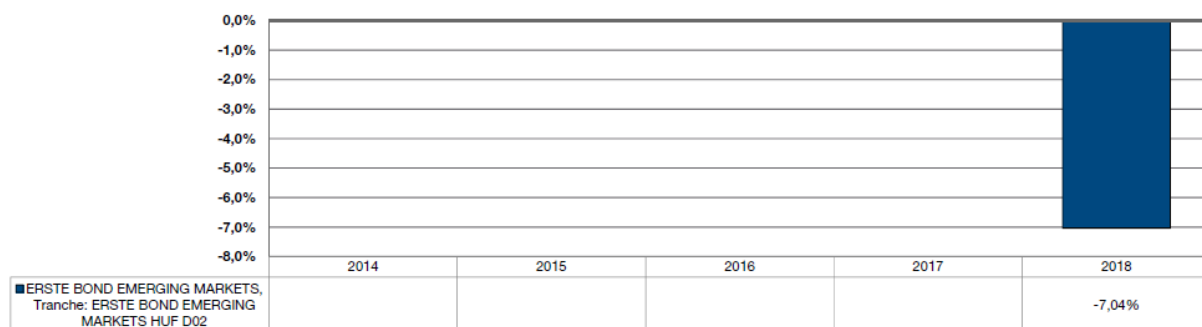 0,0%
-1,0%
-2,0%
-3,0%
-4,0%
-5,0%
-6,0%
-7,0%
-8,0%
2014 2015 2016 2017 2018
ERSTE BOND EMERGING MARKETS,
Tranche: ERSTE BOND EMERGING
MARKETS HUF D02
-7,04%